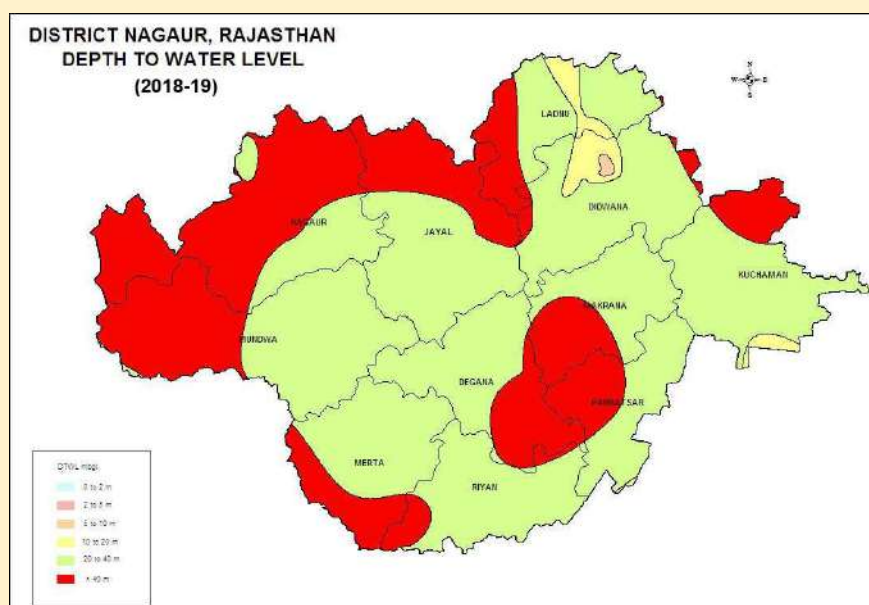 DISTRICT NAGAUR, RAJASTHAN
DEPTH TO WATER LEVEL
(2018-19)
N
W E
S
LADNU
DIDWANA
NAGAUR
JAYAL
KUCHAMAN
MAKRANA
MUNDWA
DEGANA
PARBATSAR
MERTA
RIYAN
DTWL mbgl
0 to 2 m
2 to 5 m
5 to 10 m
10 to 20 m
20 to 40 m
> 40 m